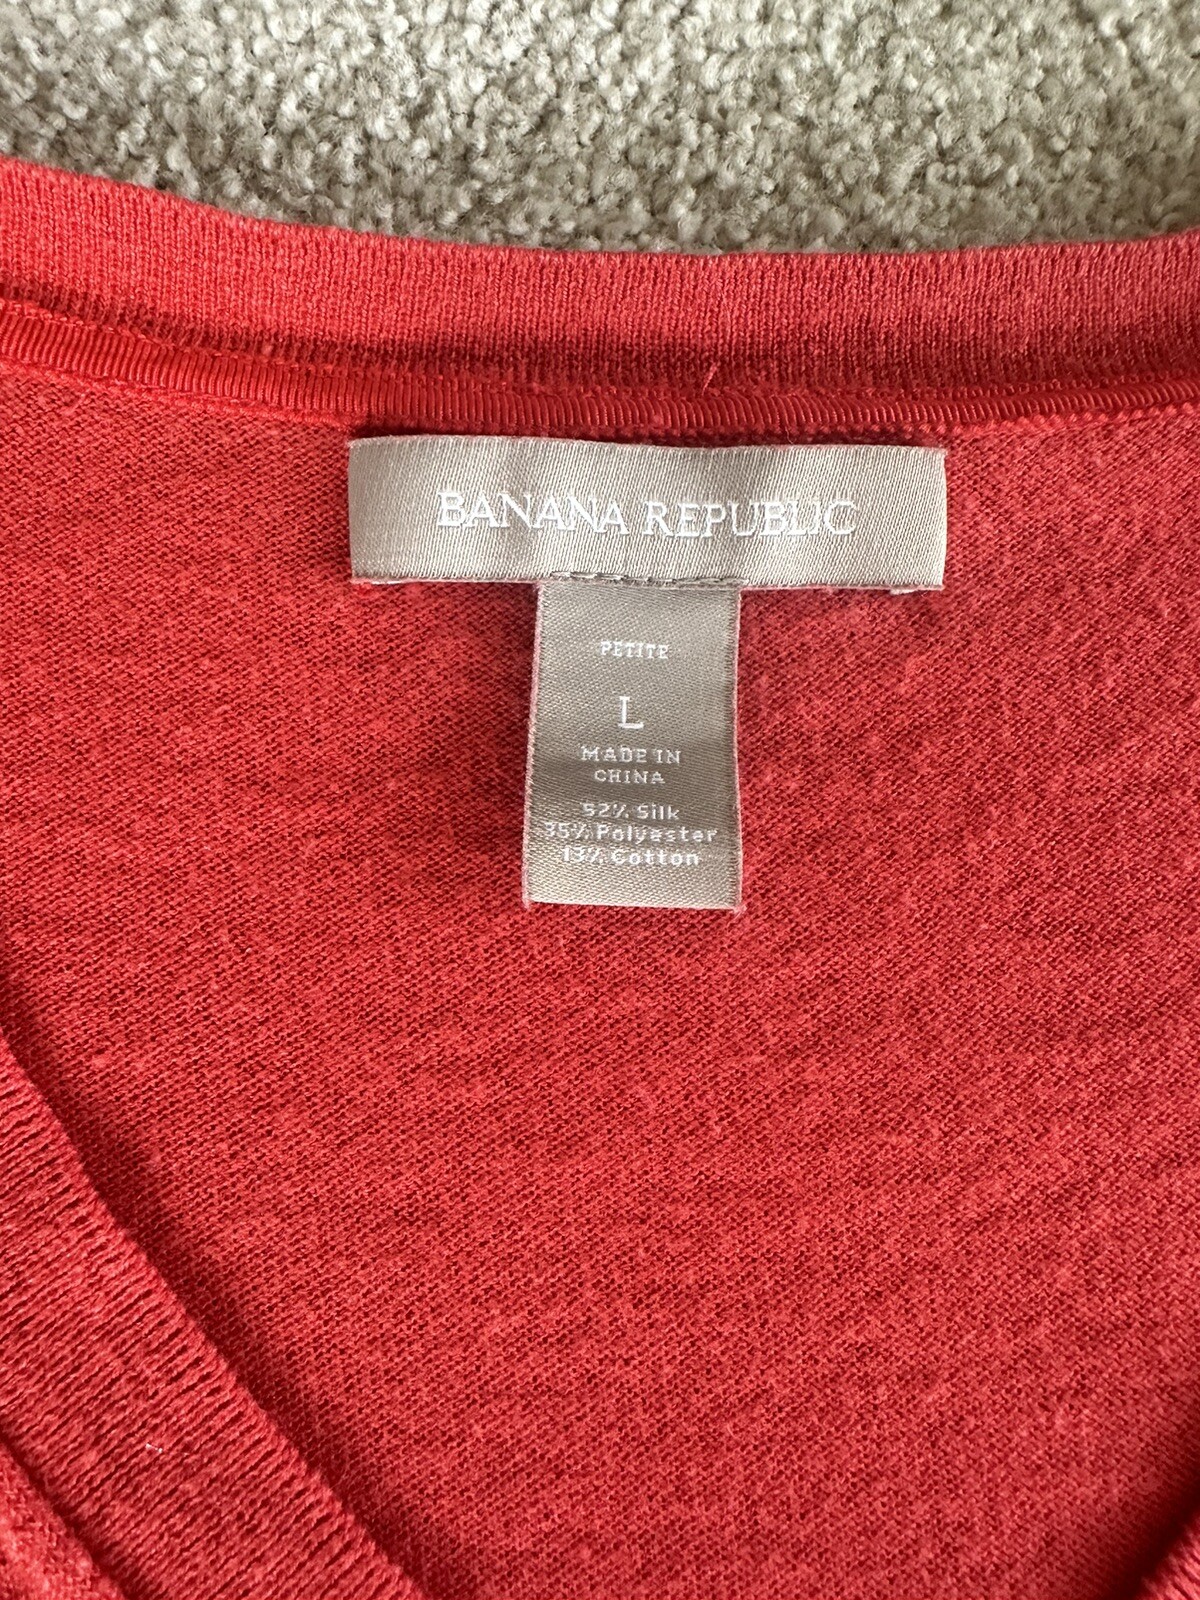 BANANA REPUBLIC
PETITE
L
MADE IN
CHINA
52% Silk
35% Polyester
13% Cotton